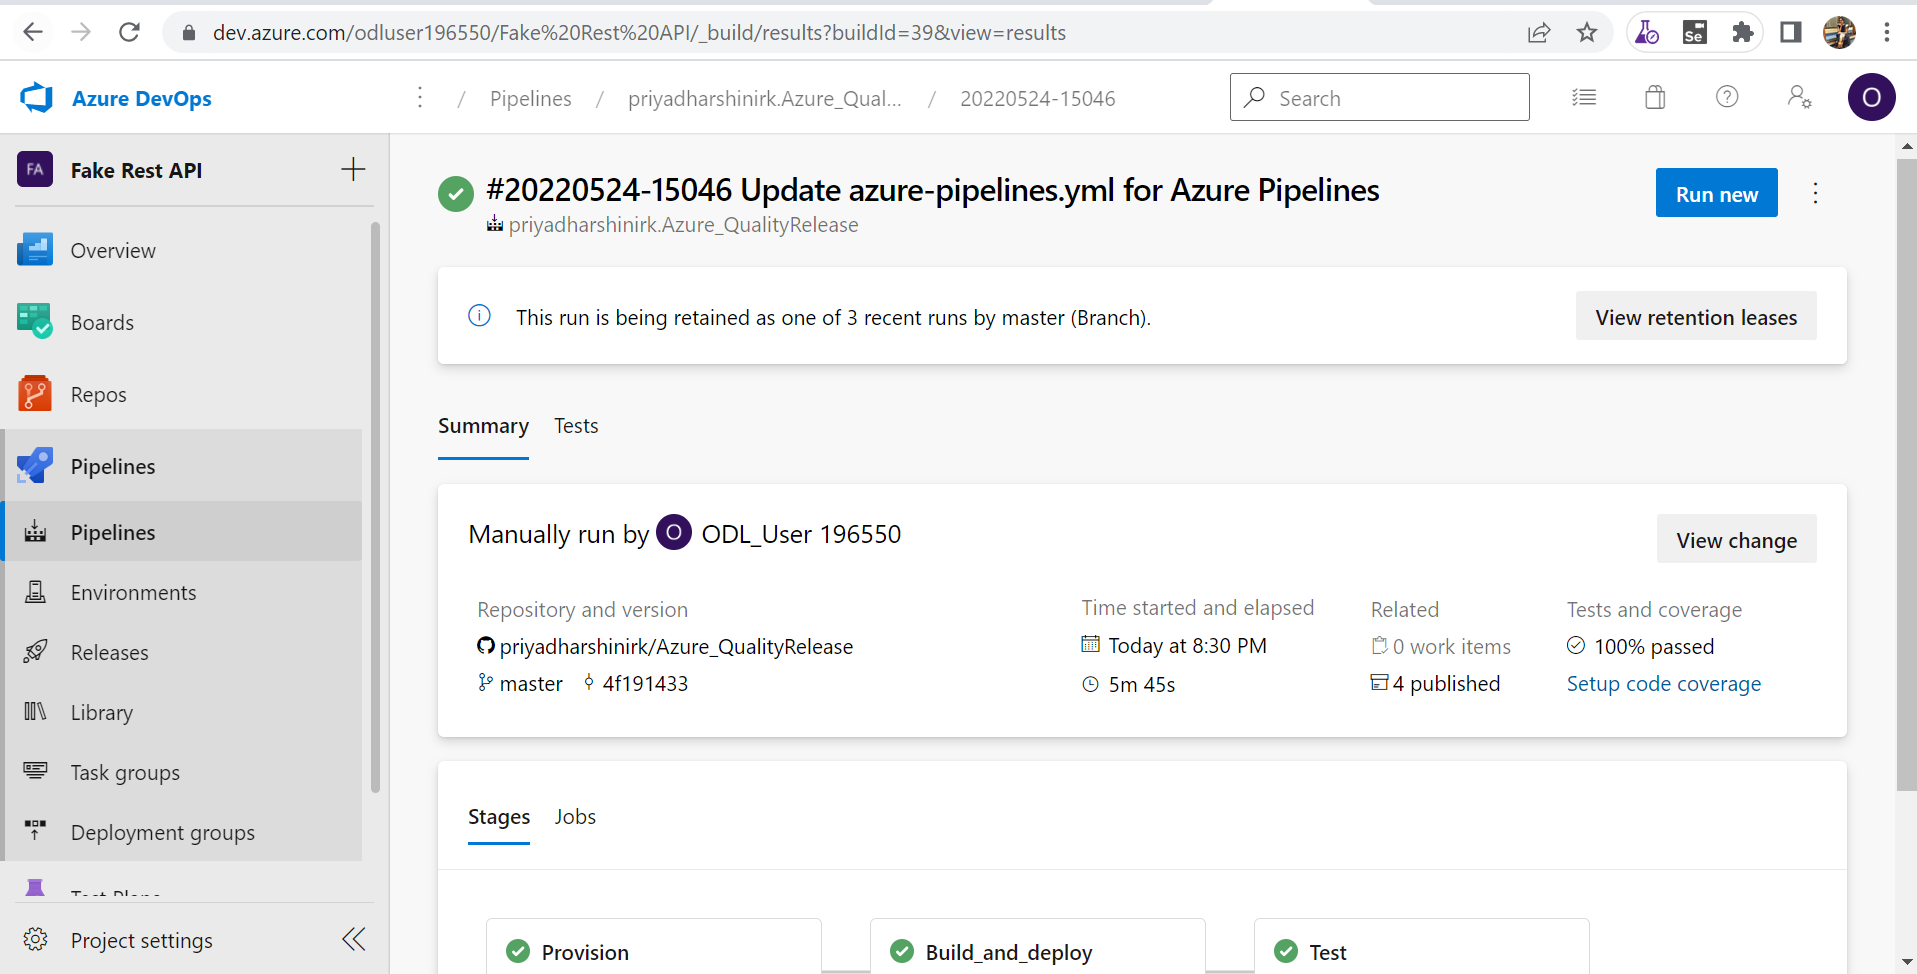 dev.azure.com/odluser196550/Fake%20Rest%20API/_build/results?buildId=39&view=results
Se
Azure DevOps
/ Pipelines / priyadharshinirk.Azure_Qual... / 20220524-15046
Search
O
FA
Fake Rest API
Overview
Boards
Repos
Pipelines
Pipelines
Environments
Releases
Library
Task groups
Deployment groups
Test Plans
Project settings
#20220524-15046 Update azure-pipelines.yml for Azure Pipelines
priyadharshinirk.Azure_QualityRelease
Run new
This run is being retained as one of 3 recent runs by master (Branch).
View retention leases
Summary
Tests
Manually run by O ODL_User 196550
View change
Repository and version
priyadharshinirk/Azure_QualityRelease
master 4f191433
Time started and elapsed
Today at 8:30 PM
5m 45s
Related
0 work items
4 published
Tests and coverage
100% passed
Setup code coverage
Stages
Jobs
Provision
Build_and_deploy
Test